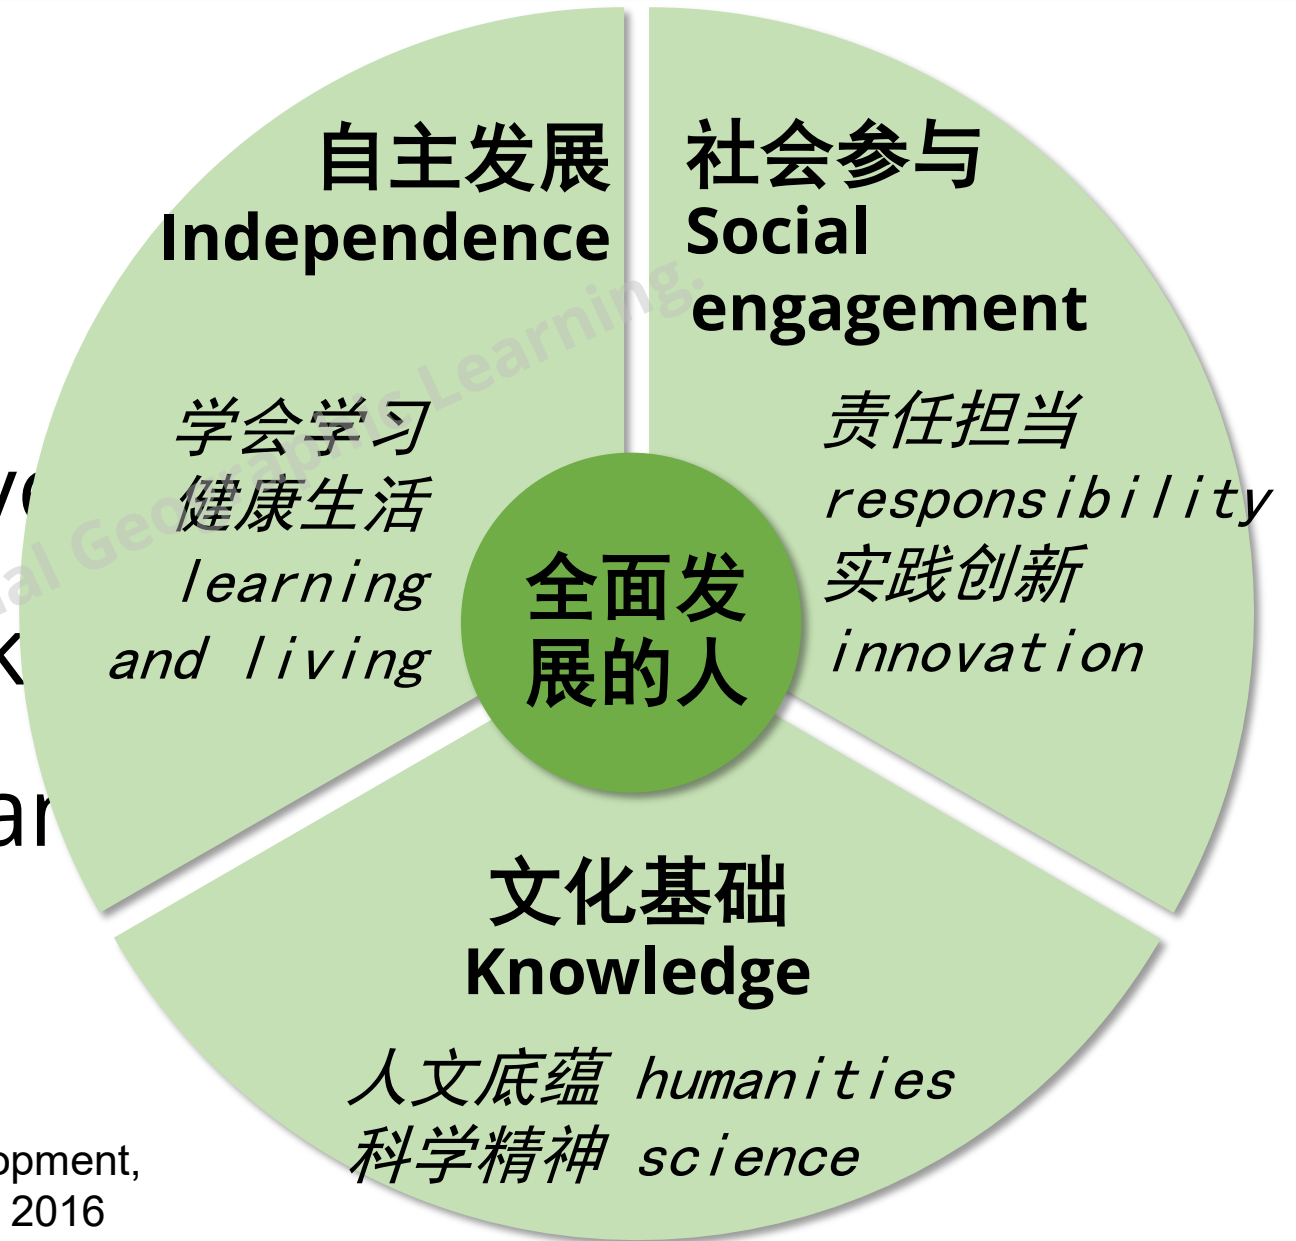 自主发展
Independence
学会学习
健康生活
learning
and living
社会参与
Social
engagement
责任担当
responsibility
实践创新
innovation
全面发
展的人
文化基础
Knowledge
人文底蕴 humanities
科学精神 science
Geographic Learning.
2016